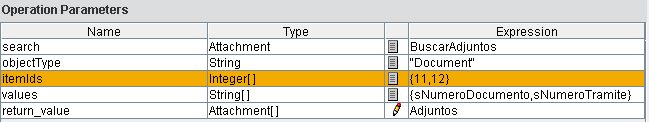 Operation Parameters
Name Type Expression
search Attachment BuscarAdjuntos
objectType String "Document"
itemIds Integer[] {11,12}
values String[] {sNumeroDocumento,sNumeroTramite}
return_value Attachment[] Adjuntos